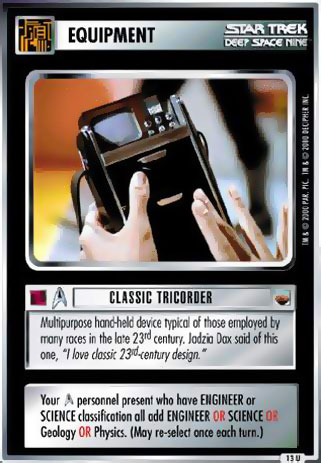 EQUIPMENT
STAR TREK
DEEP SPACE NINE
TM & © 2000 PAR. PIC. TM & © 2000 DECIPHER INC.
CLASSIC TRICORDER
Multipurpose hand-held device typical of those employed by
many races in the late 23rd century. Jadzia Dax said of this
one, "I love classic 23rd-century design."
Your personnel present who have ENGINEER or
SCIENCE classification all add ENGINEER OR SCIENCE OR
Geology OR Physics. (May re-select once each turn.)
13 U